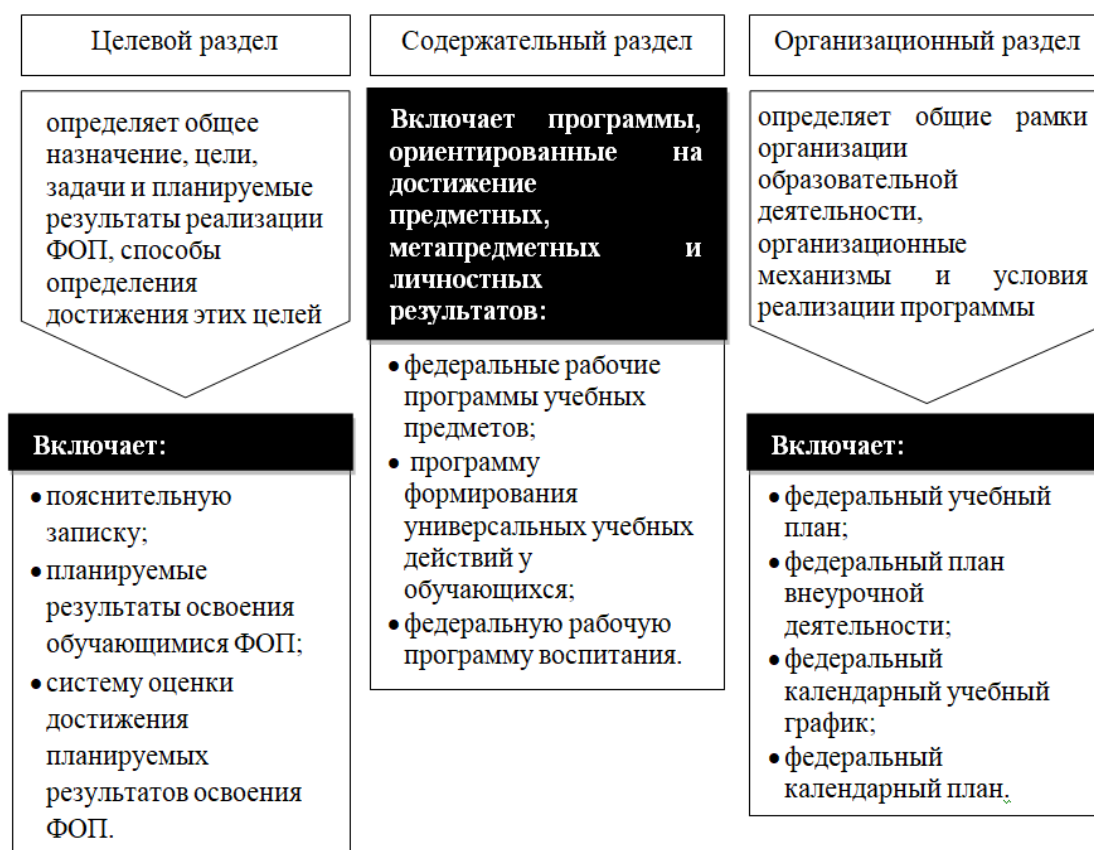 Целевой раздел
определяет общее
назначение, цели,
задачи и планируемые
результаты реализации
ФОП, способы
определения
достижения этих целей
Включает:
• пояснительную
записку;
• планируемые
результаты освоения
обучающимися ФОП;
• систему оценки
достижения
планируемых
результатов освоения
ФОП.
Содержательный раздел
Включает программы,
ориентированные на
достижение
предметных,
метапредметных и
личностных
результатов:
• федеральные рабочие
программы учебных
предметов;
• программу
формирования
универсальных учебных
действий у
обучающихся;
• федеральную рабочую
программу воспитания.
Организационный раздел
определяет общие рамки
организации
образовательной
деятельности,
организационные
механизмы и условия
реализации программы
Включает:
• федеральный учебный
план;
• федеральный план
внеурочной
деятельности;
• федеральный
календарный учебный
график;
• федеральный
календарный план.